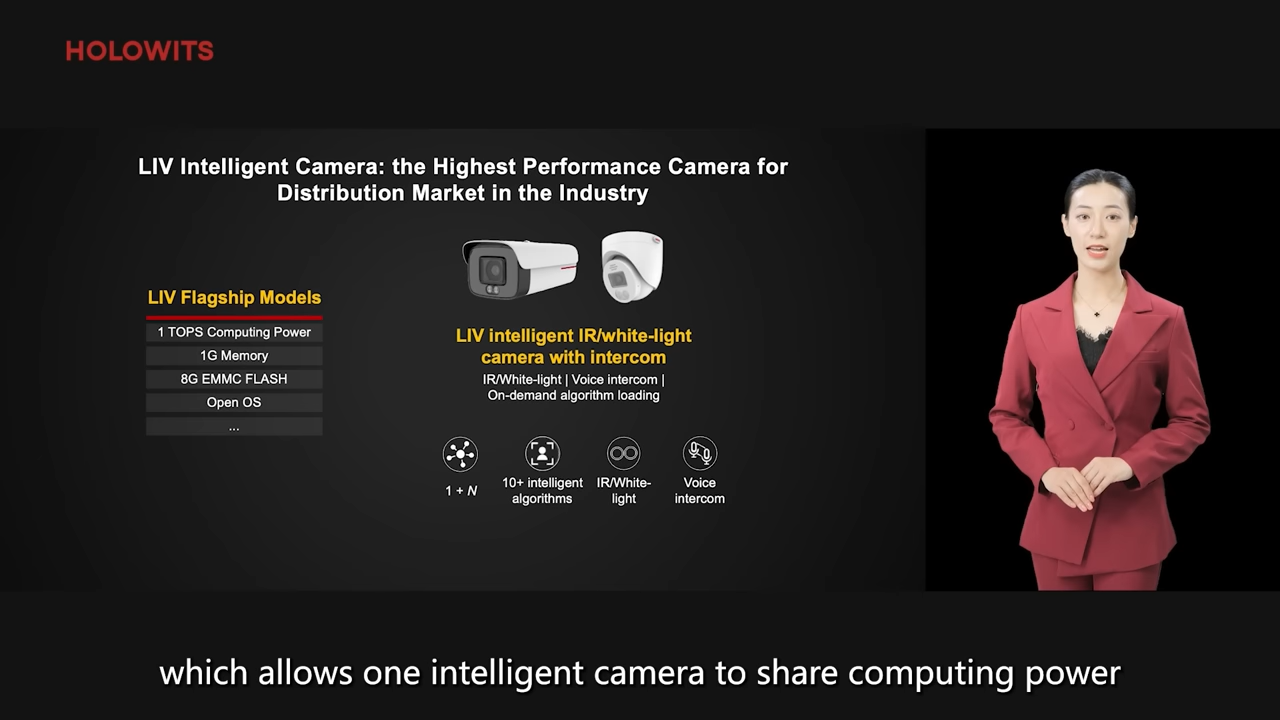 HOLOWITS
LIV Intelligent Camera: the Highest Performance Camera for
Distribution Market in the Industry
LIV Flagship Models
1 TOPS Computing Power
1G Memory
8G EMMC FLASH
Open OS
...
LIV intelligent IR/white-light
camera with intercom
IR/White-light | Voice intercom |
On-demand algorithm loading
1 + N
10+ intelligent
algorithms
IR/White-
light
Voice
intercom
which allows one intelligent camera to share computing power